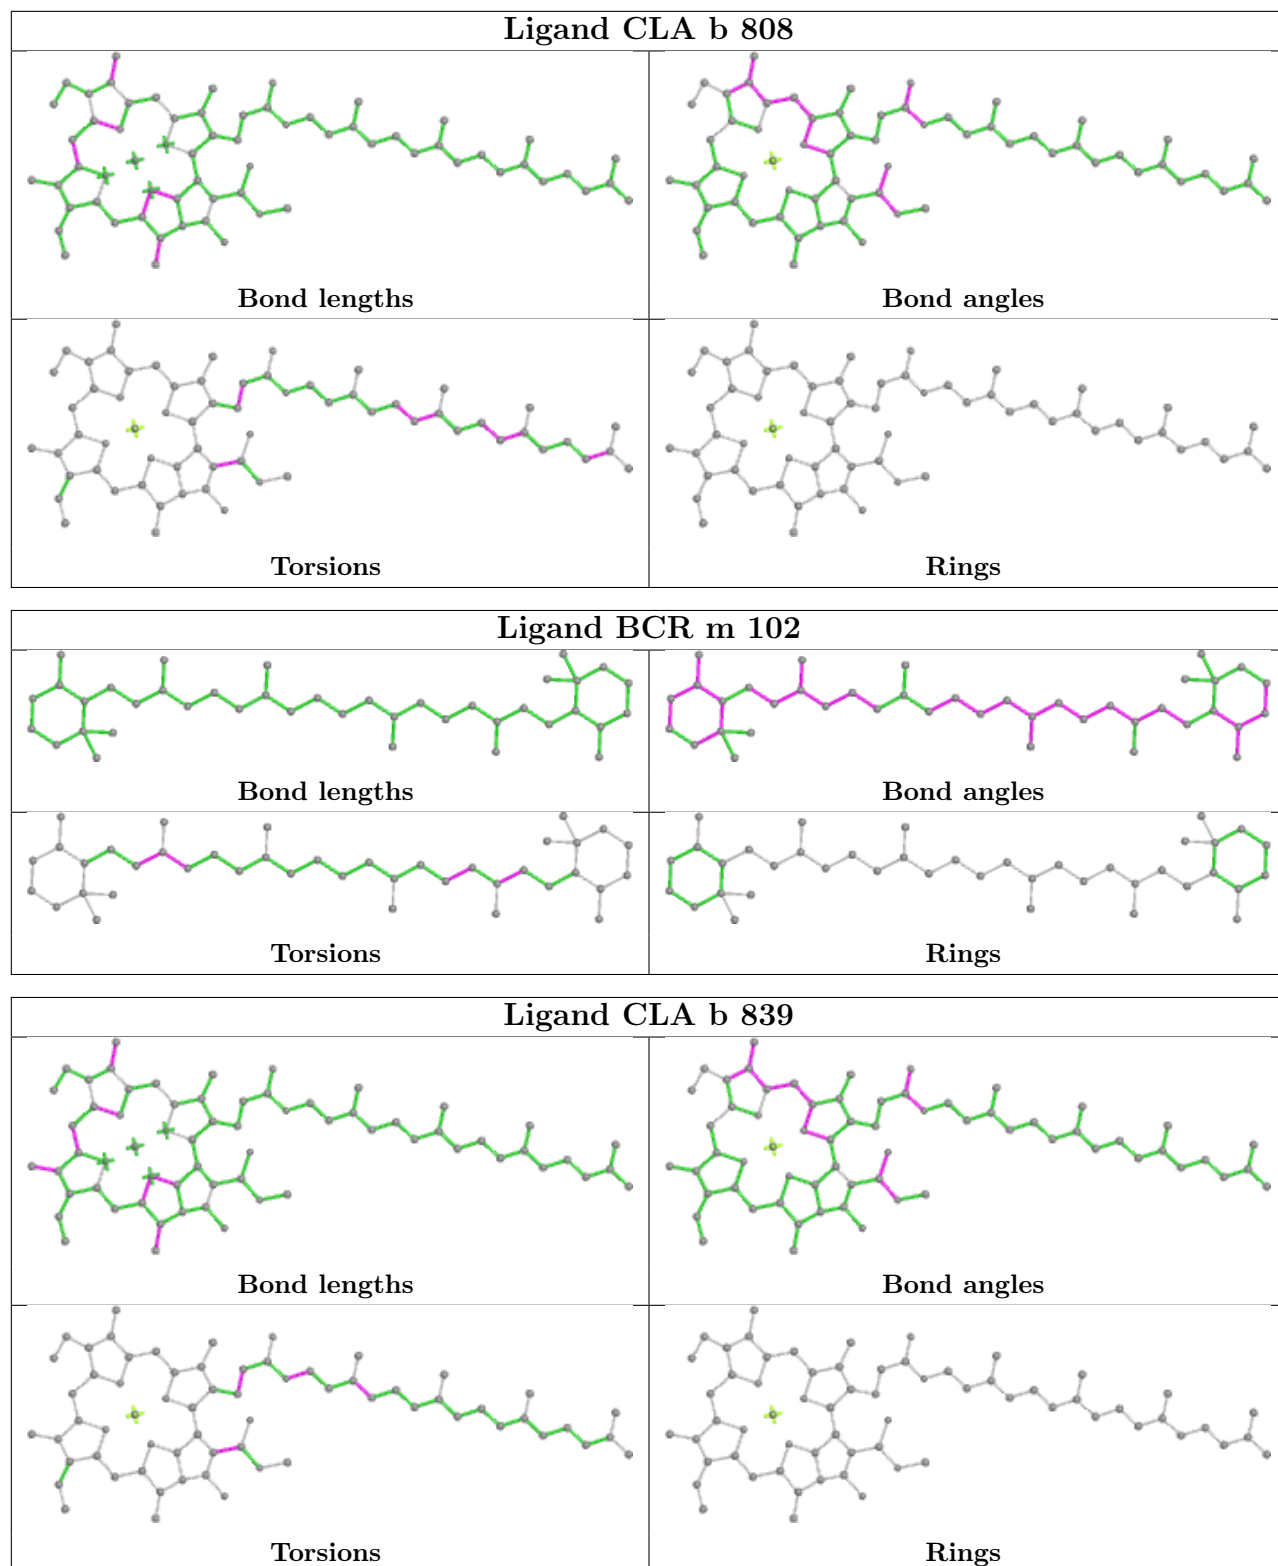 Ligand CLA b 808
Bond lengths
Bond angles
Torsions
Rings
Ligand BCR m 102
Bond lengths
Bond angles
Torsions
Rings
Ligand CLA b 839
Bond lengths
Bond angles
Torsions
Rings